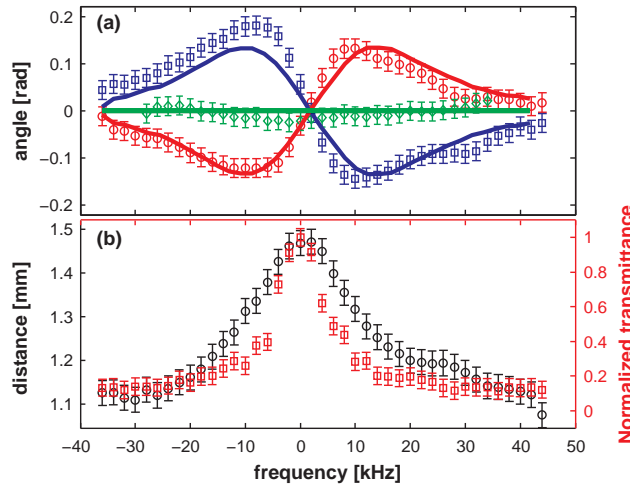 (a)
angle [rad]
0.2
0.1
0
−0.1
−0.2
(b)
distance [mm]
1.5
1.4
1.3
1.2
1.1
Normalized transmittance
1
0.8
0.6
0.4
0.2
0
−40 −30 −20 −10 0 10 20 30 40 50
frequency [kHz]